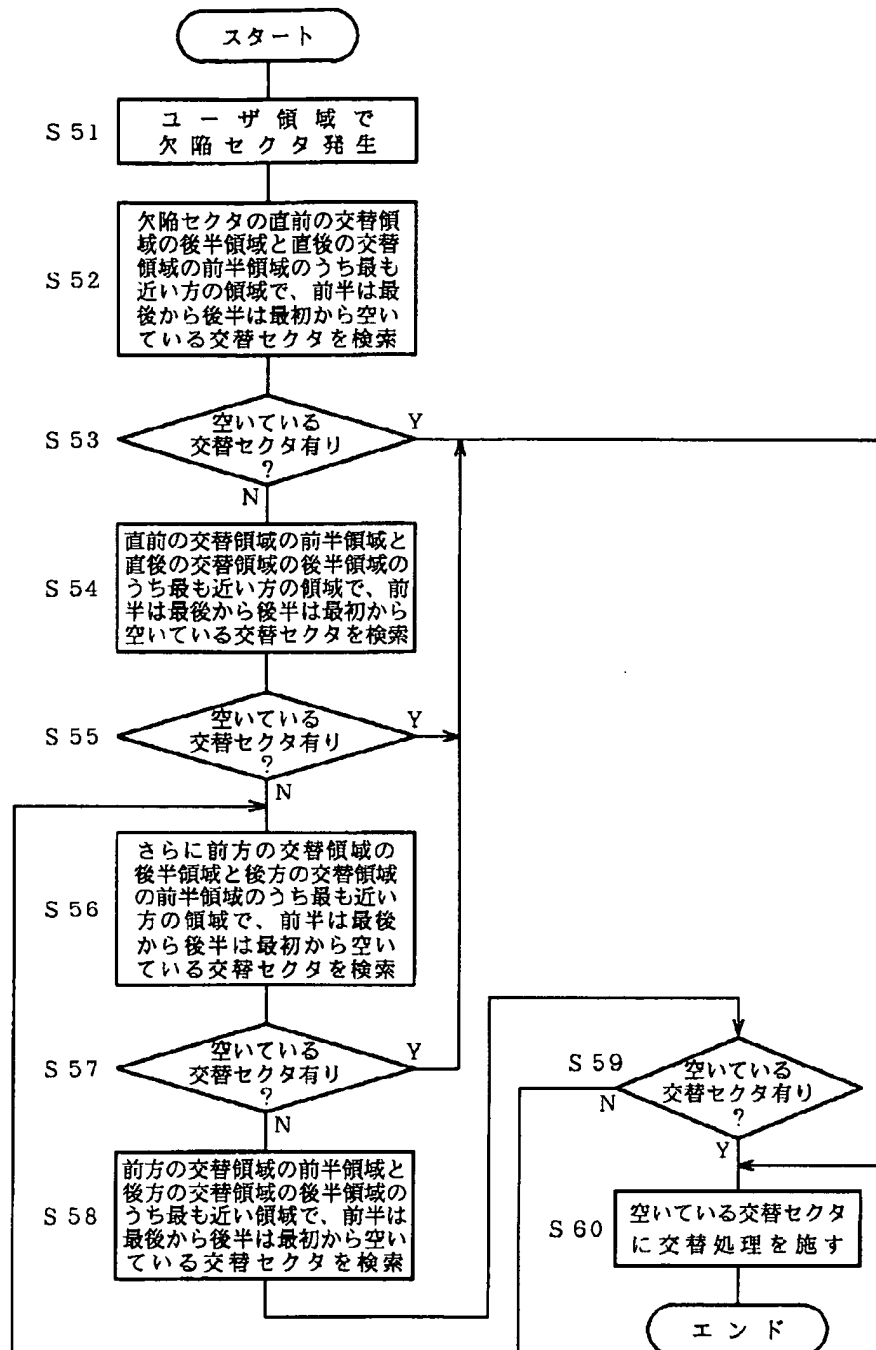 スタート
S 51
ユーザ領域で
欠陥セクタ発生
S 52
欠陥セクタの直前の交替領
域の後半領域と直後の交替
領域の前半領域のうち最も
近い方の領域で、前半は最
後から後半は最初から空い
ている交替セクタを検索
S 53
空いている
交替セクタ有り
?
Y
N
S 54
直前の交替領域の前半領域と
直後の交替領域の後半領域の
うち最も近い方の領域で、前
半は最後から後半は最初から
空いている交替セクタを検索
S 55
空いている
交替セクタ有り
?
Y
N
S 56
さらに前方の交替領域の
後半領域と後方の交替領域
の前半領域のうち最も近い
方の領域で、前半は最後
から後半は最初から空い
ている交替セクタを検索
S 57
空いている
交替セクタ有り
?
Y
N
S 58
前方の交替領域の前半領域と
後方の交替領域の後半領域の
うち最も近い領域で、前半は
最後から後半は最初から空い
ている交替セクタを検索
S 59
空いている
交替セクタ有り
?
N
Y
S 60
空いている交替セクタ
に交替処理を施す
エンド